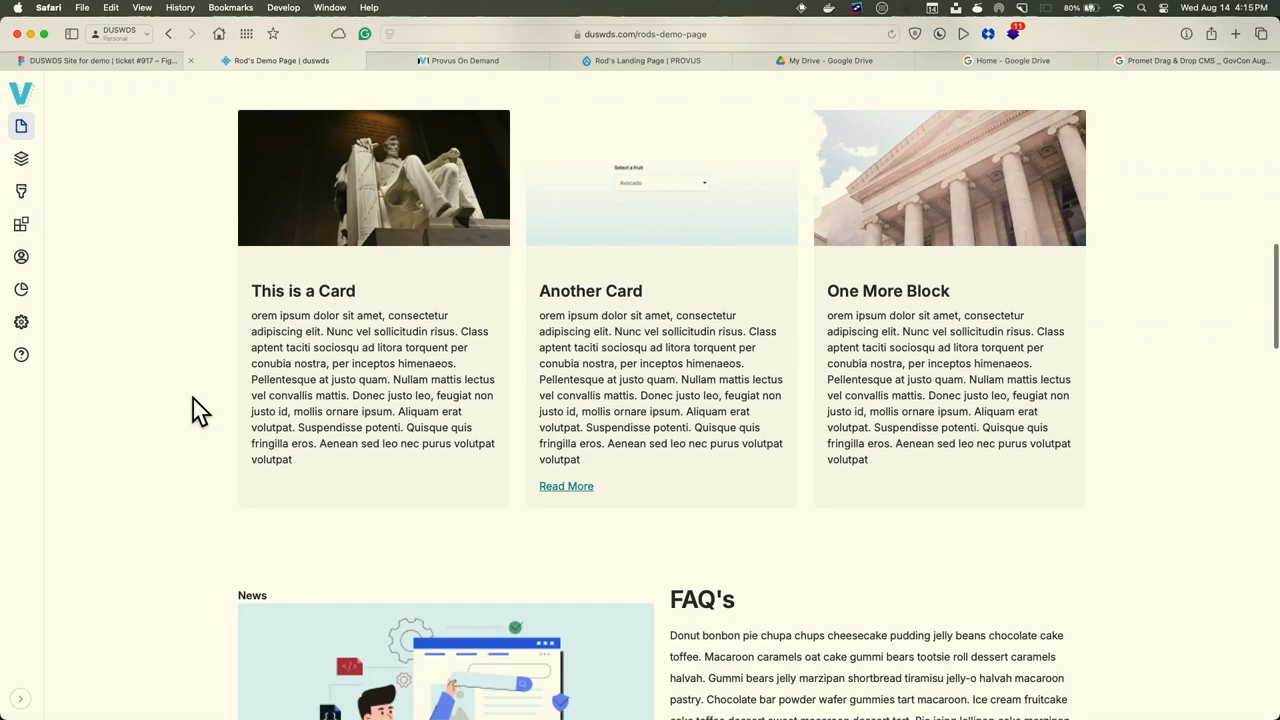 Safari File Edit View History Bookmarks Develop Window Help 80% Wed Aug 14 4:15 PM
DUSWDS
Personal
duswds.com/rods-demo-page
11
DUSWDS Site for demo | ticket #917 – Fig...
Rod's Demo Page | duswds
Provus On Demand
Rod's Landing Page | PROVUS
My Drive - Google Drive
Home - Google Drive
Promet Drag & Drop CMS _ GovCon Aug...
Select a fruit
Avocado
This is a Card
orem ipsum dolor sit amet, consectetur
adipiscing elit. Nunc vel sollicitudin risus. Class
aptent taciti sociosqu ad litora torquent per
conubia nostra, per inceptos himenaeos.
Pellentesque at justo quam. Nullam mattis lectus
vel convallis mattis. Donec justo leo, feugiat non
justo id, mollis ornare ipsum. Aliquam erat
volutpat. Suspendisse potenti. Quisque quis
fringilla eros. Aenean sed leo nec purus volutpat
volutpat
Another Card
orem ipsum dolor sit amet, consectetur
adipiscing elit. Nunc vel sollicitudin risus. Class
aptent taciti sociosqu ad litora torquent per
conubia nostra, per inceptos himenaeos.
Pellentesque at justo quam. Nullam mattis lectus
vel convallis mattis. Donec justo leo, feugiat non
justo id, mollis ornare ipsum. Aliquam erat
volutpat. Suspendisse potenti. Quisque quis
fringilla eros. Aenean sed leo nec purus volutpat
volutpat
Read More
One More Block
orem ipsum dolor sit amet, consectetur
adipiscing elit. Nunc vel sollicitudin risus. Class
aptent taciti sociosqu ad litora torquent per
conubia nostra, per inceptos himenaeos.
Pellentesque at justo quam. Nullam mattis lectus
vel convallis mattis. Donec justo leo, feugiat non
justo id, mollis ornare ipsum. Aliquam erat
volutpat. Suspendisse potenti. Quisque quis
fringilla eros. Aenean sed leo nec purus volutpat
volutpat
News
</>
FAQ's
Donut bonbon pie chupa chups cheesecake pudding jelly beans chocolate cake
toffee. Macaroon caramels oat cake gummi bears tootsie roll dessert caramels
halvah. Gummi bears jelly marzipan shortbread tiramisu jelly-o halvah macaroon
pastry. Chocolate bar powder wafer gummies tart macaroon. Ice cream fruitcake